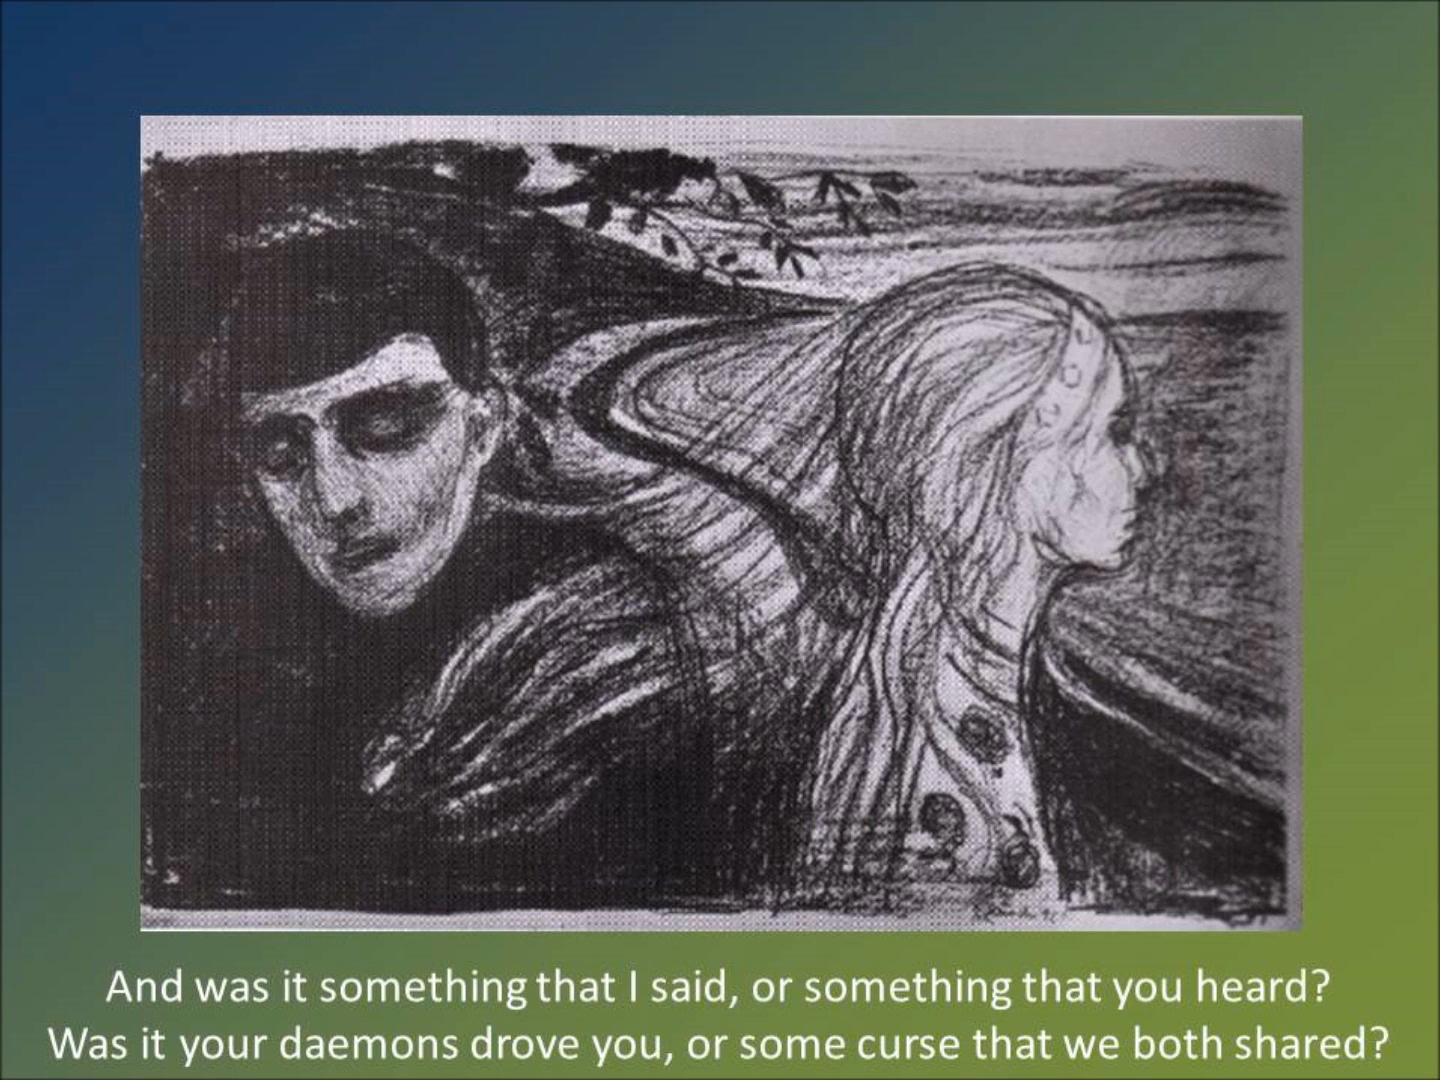 And was it something that I said, or something that you heard?
Was it your daemons drove you, or some curse that we both shared?